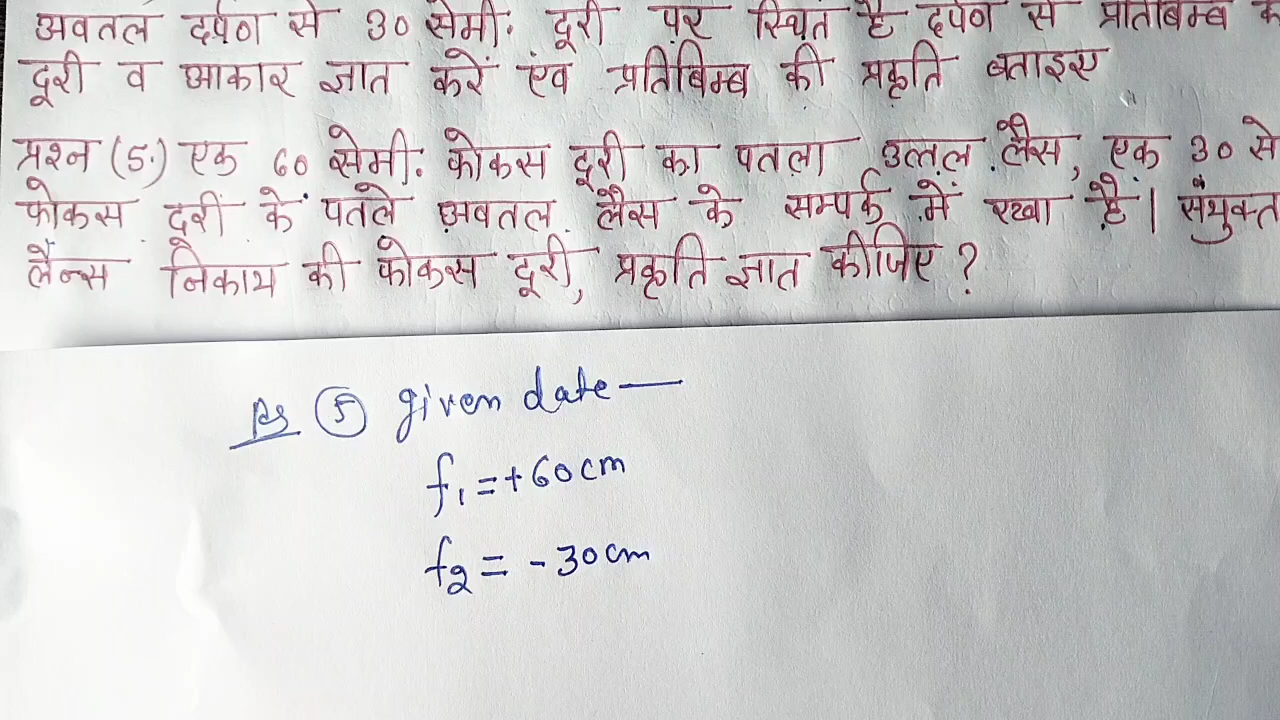 अवतल दर्पण से 30 सेमी. दूरी पर स्थित है दर्पण से प्रतिबिम्ब
दूरी व आकार ज्ञात करें एंव प्रतिबिम्ब की प्रकृति बताइए
प्रश्न (5.) एक 60 सेमी. फोकस दूरी का पतला उत्तल लैंस, एक 30 से
फोकस दूरी के पतले अवतल लैंस के सम्पर्क में रखा है। संयुक्त
लैन्स निकाय की फोकस दूरी, प्रकृति ज्ञात कीजिए ?
As (5) given date —
f₁ = +60cm
f₂ = -30cm